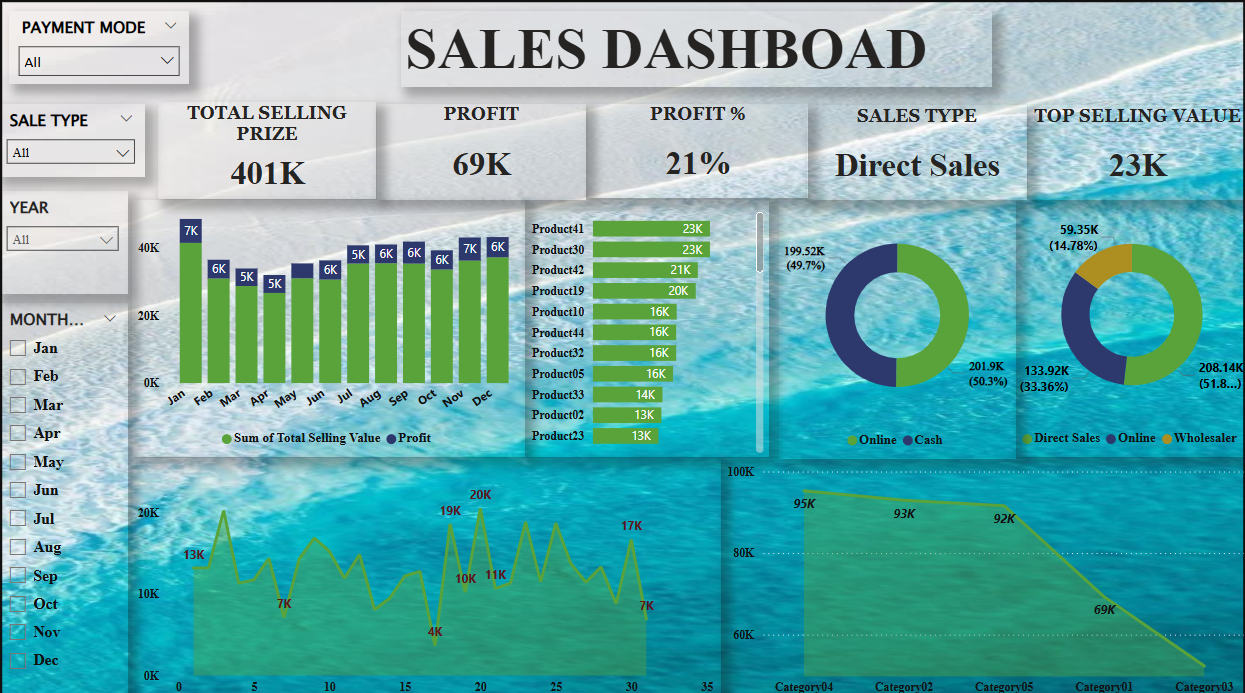 PAYMENT MODE
All
SALES DASHBOAD
SALE TYPE
All
TOTAL SELLING
PRIZE
401K
PROFIT
69K
PROFIT %
21%
SALES TYPE
Direct Sales
TOP SELLING VALUE
23K
YEAR
All
MONTH...
Jan
Feb
Mar
Apr
May
Jun
Jul
Aug
Sep
Oct
Nov
Dec
40K
20K
0K
7K
6K
5K
5K
6K
5K
6K
6K
6K
7K
6K
Jan
Feb
Mar
Apr
May
Jun
Jul
Aug
Sep
Oct
Nov
Dec
Sum of Total Selling Value
Profit
Product41 23K
Product30 23K
Product42 21K
Product19 20K
Product10 16K
Product44 16K
Product32 16K
Product05 16K
Product33 14K
Product02 13K
Product23 13K
199.52K
(49.7%)
201.9K
(50.3%)
Online
Cash
59.35K
(14.78%)
133.92K
(33.36%)
208.14K
(51.8...)
Direct Sales
Online
Wholesaler
20K
10K
0K
13K
7K
4K
19K
10K
20K
11K
17K
7K
0
5
10
15
20
25
30
35
100K
80K
60K
95K
93K
92K
69K
Category04
Category02
Category05
Category01
Category03